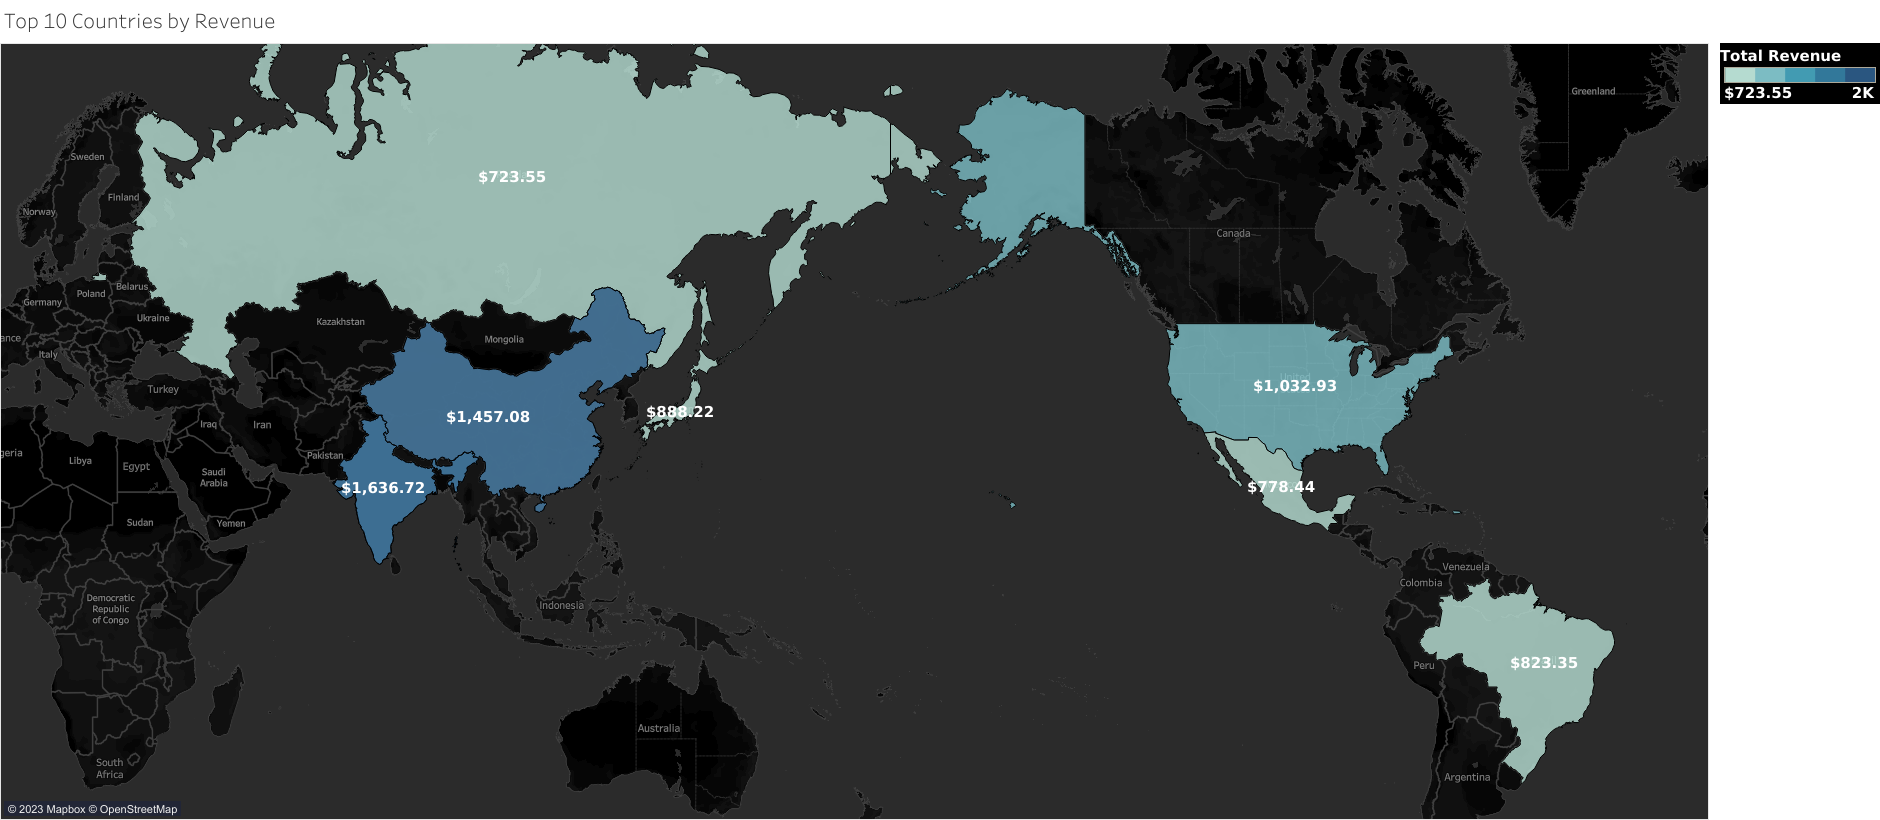 Top 10 Countries by Revenue
Total Revenue
$723.55 2K
Greenland
$723.55
Sweden
Finland
Norway
Canada
Belarus
Poland
Germany
Ukraine
Kazakhstan
Mongolia
ance
Italy
Turkey
United
$1,032.93
$888.22
$1,457.08
Iraq
Iran
Pakistan
geria
Libya
Egypt
Saudi
Arabia
$1,636.72
$778.44
Sudan
Yemen
Venezuela
Colombia
Democratic
Republic
of Congo
Indonesia
$823.35
Peru
Australia
South
Africa
Argentina
© 2023 Mapbox © OpenStreetMap